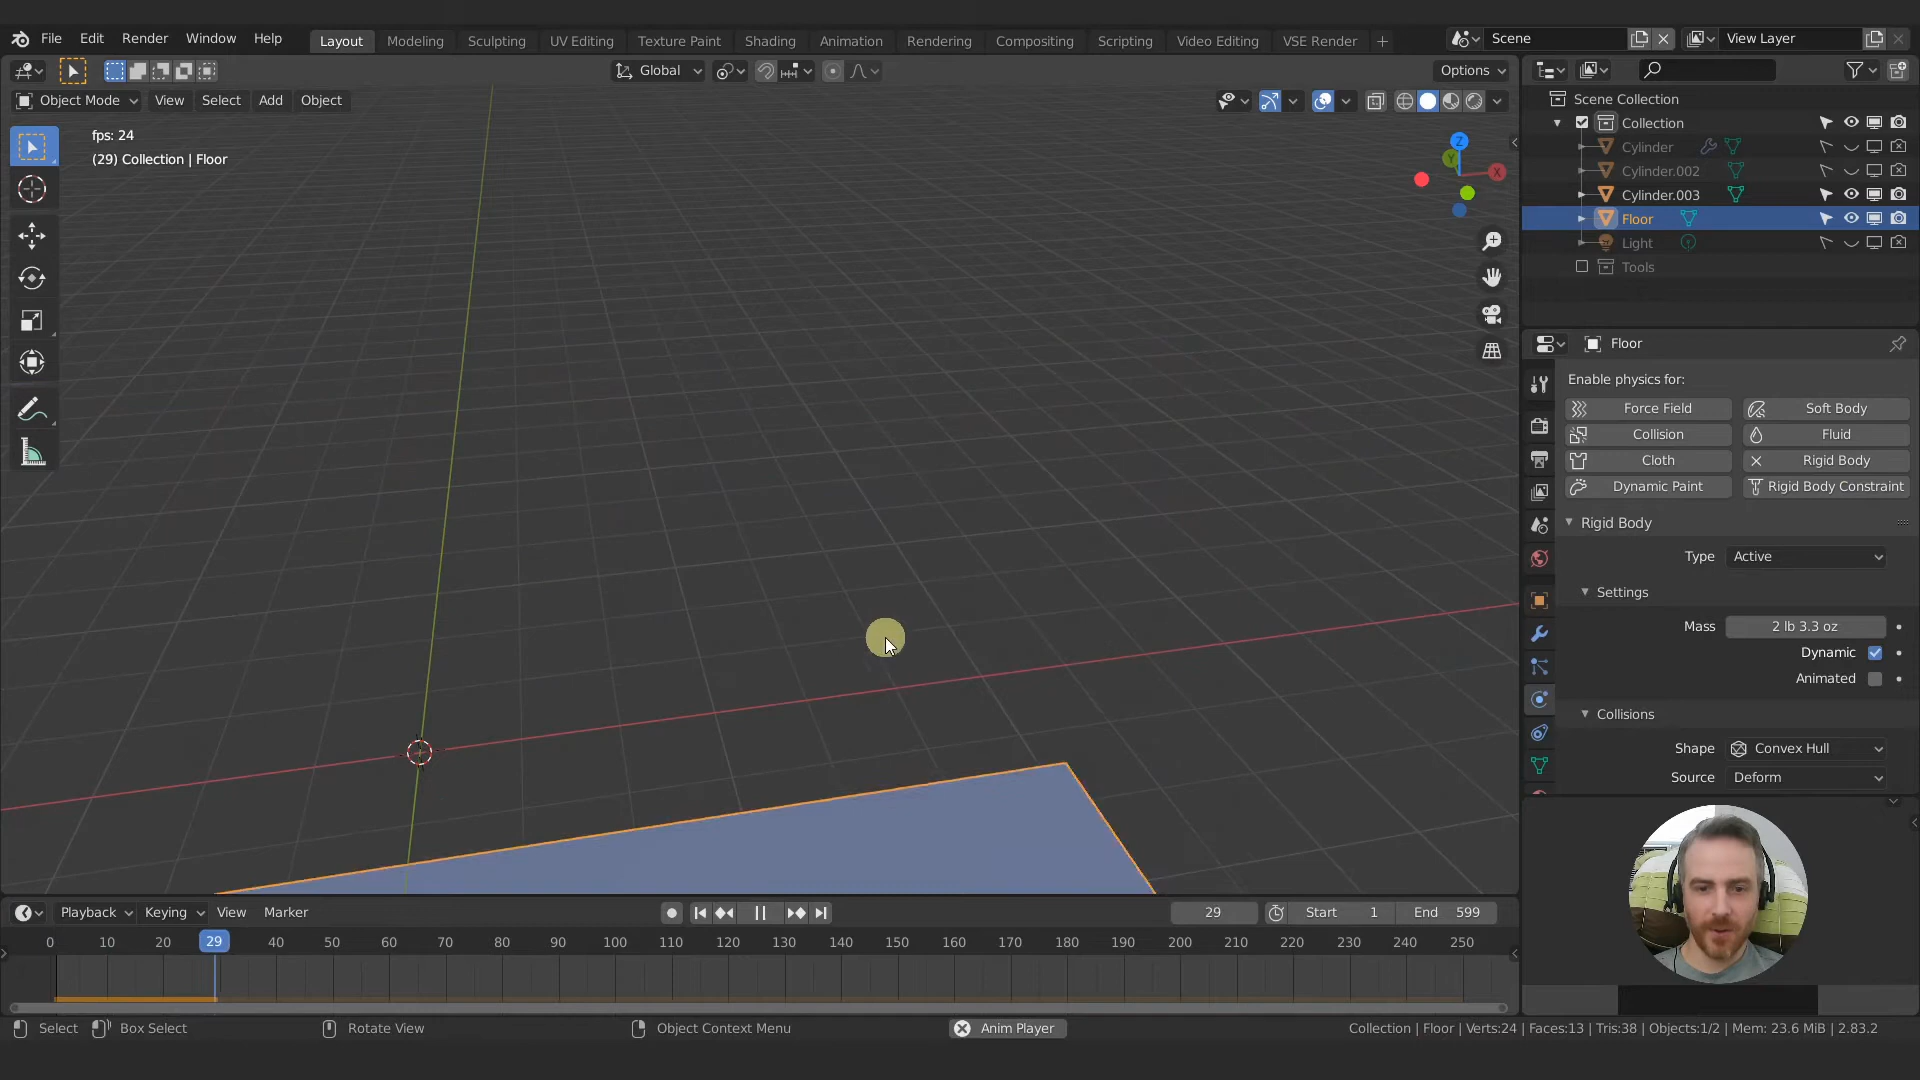 File Edit Render Window Help Layout Modeling Sculpting UV Editing Texture Paint Shading Animation Rendering Compositing Scripting Video Editing VSE Render + Scene View Layer
Global Options
Object Mode View Select Add Object
fps: 24
(29) Collection | Floor
Z
Y
X
Scene Collection
Collection
Cylinder
Cylinder.002
Cylinder.003
Floor
Light
Tools
Floor
Enable physics for:
Force Field Soft Body
Collision Fluid
Cloth Rigid Body
Dynamic Paint Rigid Body Constraint
Rigid Body
Type Active
Settings
Mass 2 lb 3.3 oz
Dynamic
Animated
Collisions
Shape Convex Hull
Source Deform
Playback Keying View Marker 29 Start 1 End 599
0 10 20 29 40 50 60 70 80 90 100 110 120 130 140 150 160 170 180 190 200 210 220 230 240 250
Select Box Select Rotate View Object Context Menu Anim Player Collection | Floor | Verts:24 | Faces:13 | Tris:38 | Objects:1/2 | Mem: 23.6 MiB | 2.83.2